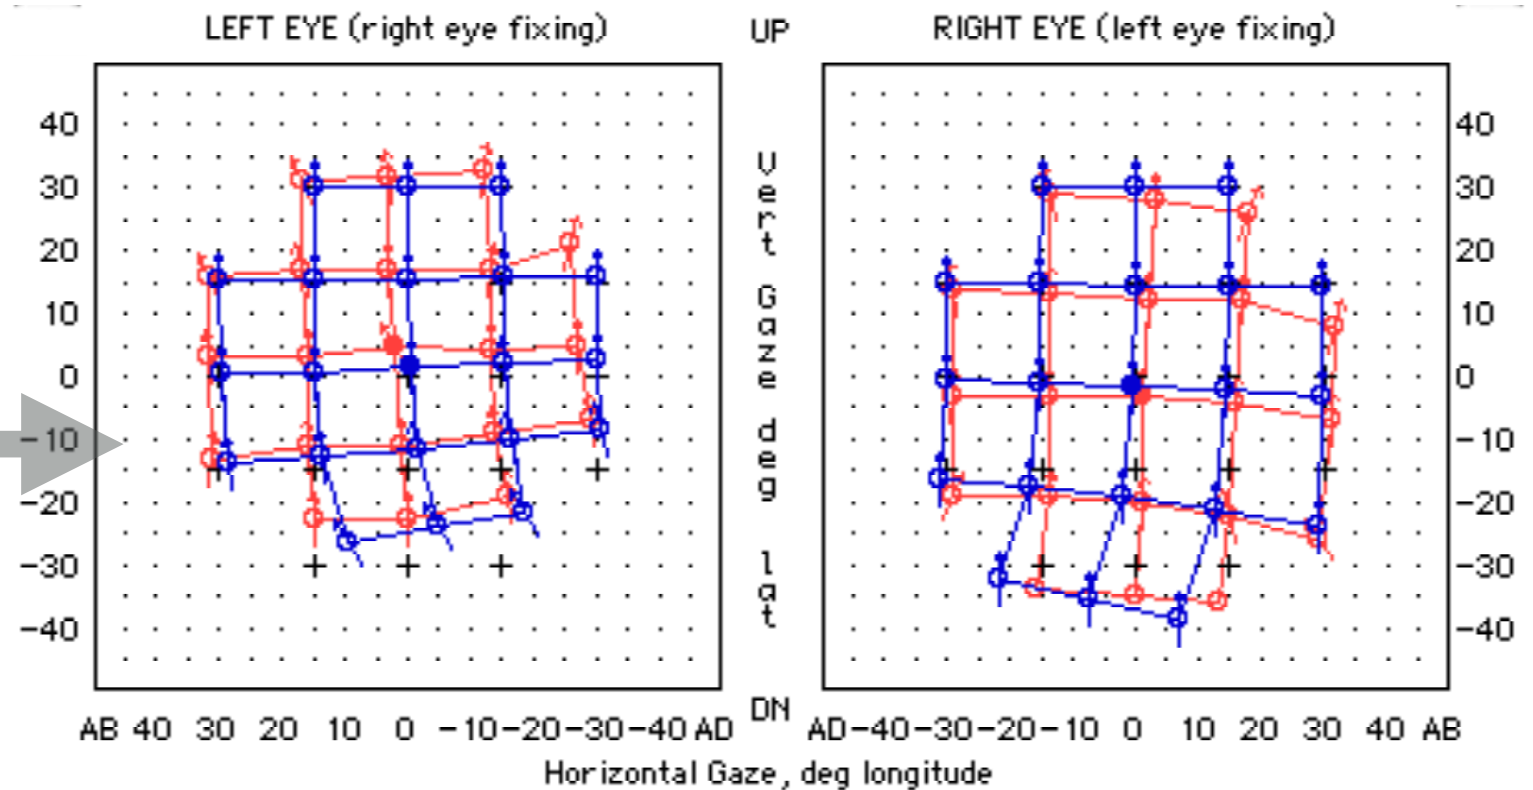 LEFT EYE (right eye fixing)
UP
RIGHT EYE (left eye fixing)
40
30
20
10
0
-10
-20
-30
-40
Vert Gaze deg lat
40
30
20
10
0
-10
-20
-30
-40
DN
AB 40 30 20 10 0 -10 -20 -30 -40 AD
AD -40 -30 -20 -10 0 10 20 30 40 AB
Horizontal Gaze, deg longitude